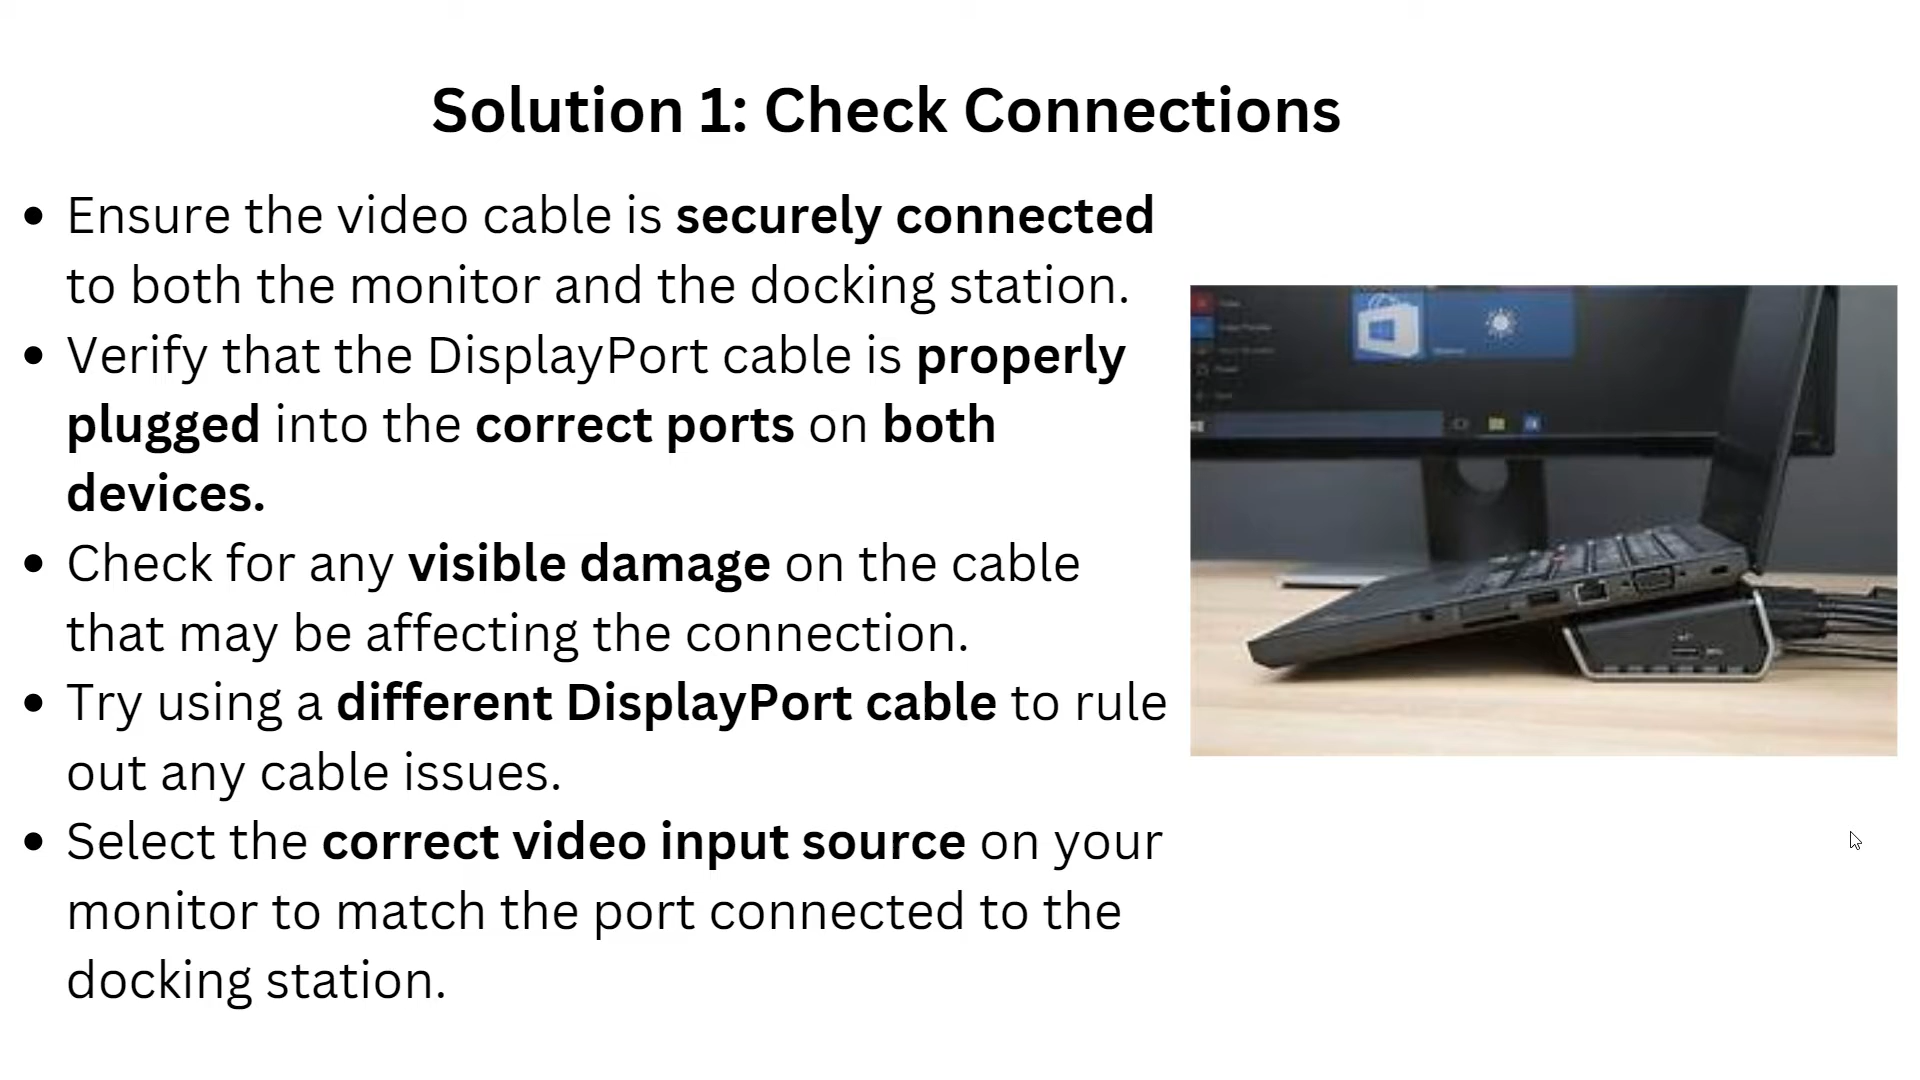 Solution 1: Check Connections
• Ensure the video cable is securely connected
to both the monitor and the docking station.
• Verify that the DisplayPort cable is properly
plugged into the correct ports on both
devices.
• Check for any visible damage on the cable
that may be affecting the connection.
• Try using a different DisplayPort cable to rule
out any cable issues.
• Select the correct video input source on your
monitor to match the port connected to the
docking station.